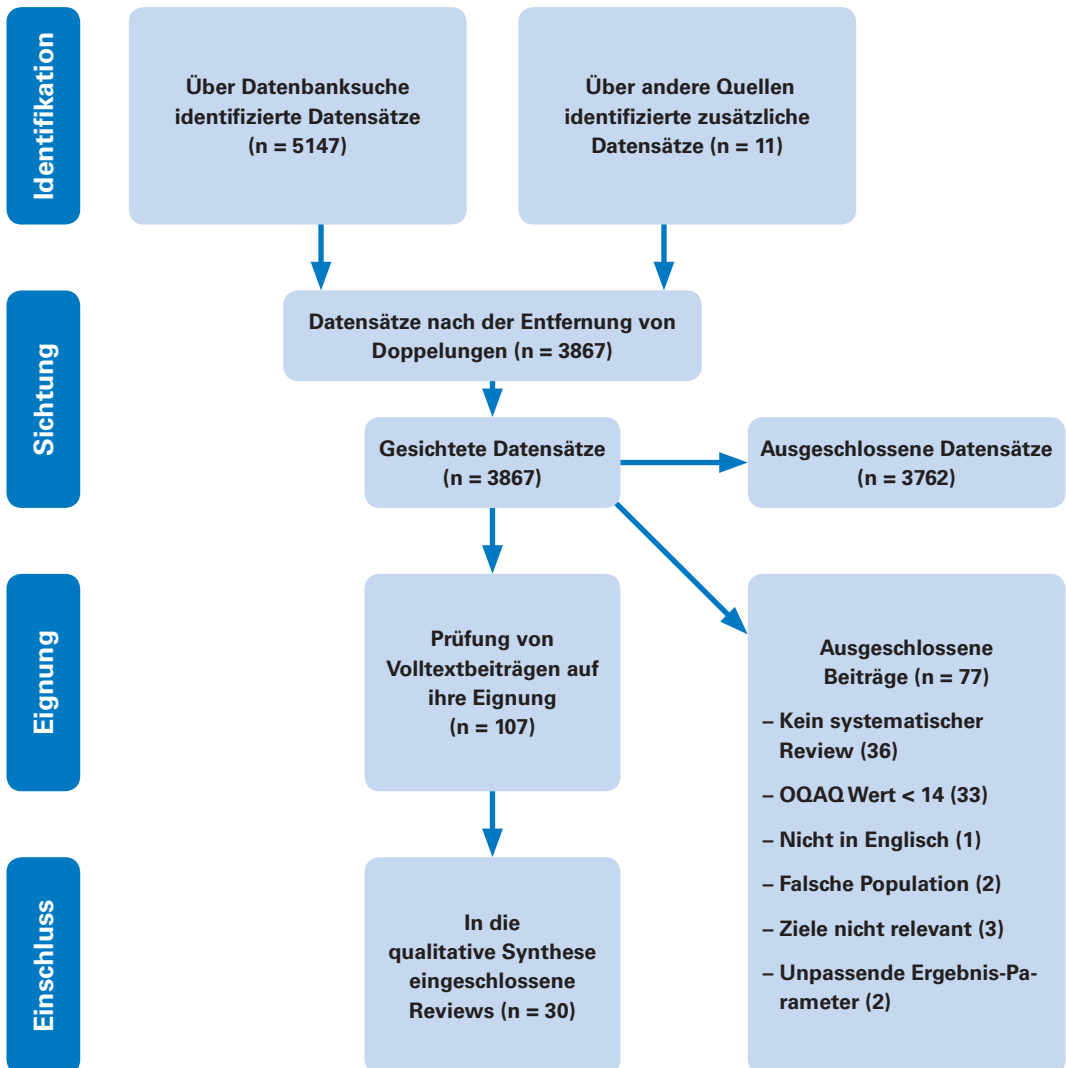 Identifikation
Über Datenbanksuche
identifizierte Datensätze
(n = 5147)
Über andere Quellen
identifizierte zusätzliche
Datensätze (n = 11)
Sichtung
Datensätze nach der Entfernung von
Doppelungen (n = 3867)
Gesichtete Datensätze
(n = 3867)
Ausgeschlossene Datensätze
(n = 3762)
Eignung
Prüfung von
Volltextbeiträgen auf
ihre Eignung
(n = 107)
Ausgeschlossene
Beiträge (n = 77)
– Kein systematischer
Review (36)
– OQAQ Wert < 14 (33)
– Nicht in Englisch (1)
– Falsche Population (2)
– Ziele nicht relevant (3)
– Unpassende Ergebnis-Pa-
rameter (2)
Einschluss
In die
qualitative Synthese
eingeschlossene
Reviews (n = 30)